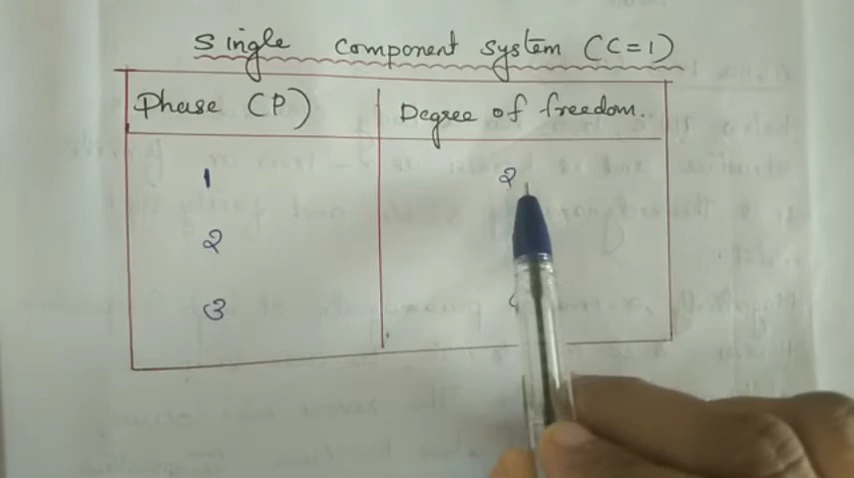 Single component system (C=1)
Phase (P) Degree of freedom.
1 2
2
3